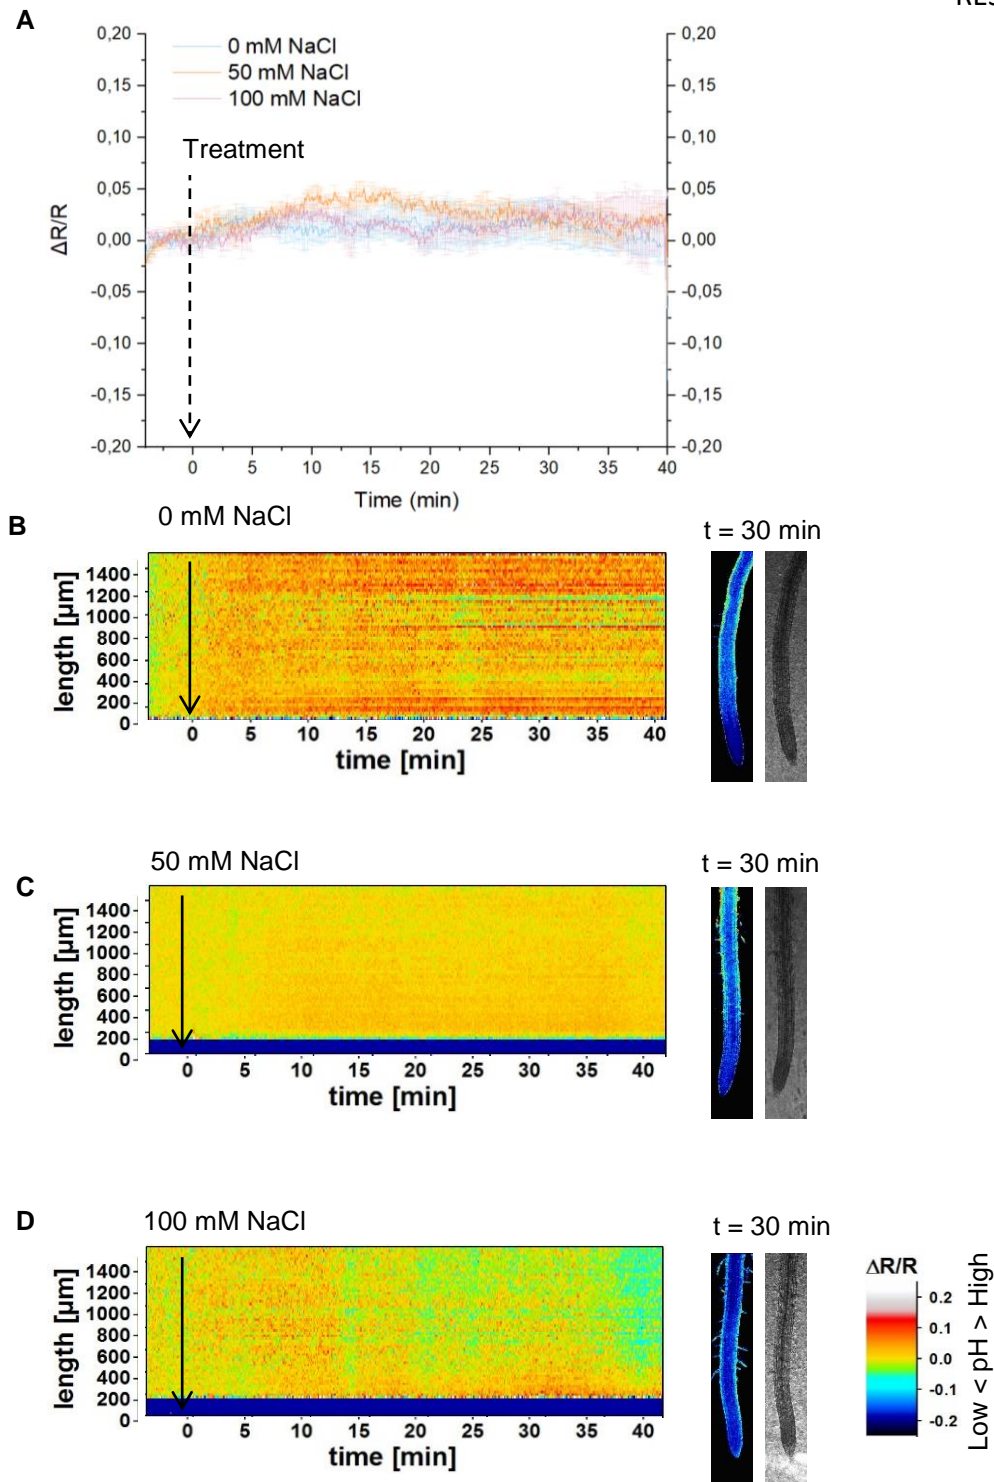 RES
A
0 mM NaCl
50 mM NaCl
100 mM NaCl
Treatment
0,20
0,15
0,10
0,05
0,00
-0,05
-0,10
-0,15
-0,20
0,20
0,15
0,10
0,05
0,00
-0,05
-0,10
-0,15
-0,20
ΔR/R
0 5 10 15 20 25 30 35 40
Time (min)
B
0 mM NaCl
t = 30 min
length [µm]
1400
1200
1000
800
600
400
200
0
0 5 10 15 20 25 30 35 40
time [min]
C
50 mM NaCl
t = 30 min
length [µm]
1400
1200
1000
800
600
400
200
0
0 5 10 15 20 25 30 35 40
time [min]
D
100 mM NaCl
t = 30 min
length [µm]
1400
1200
1000
800
600
400
200
0
0 5 10 15 20 25 30 35 40
time [min]
ΔR/R
0.2
0.1
0.0
-0.1
-0.2
Low < pH > High